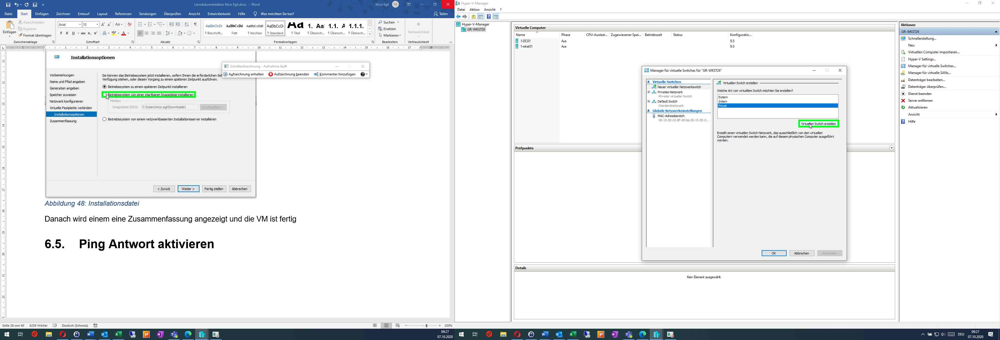 Lerndokumentation Nico Egli.docx - Word
Nico Egli
NE
Datei Start Einfügen Zeichnen Entwurf Layout Referenzen Sendungen Überprüfen Ansicht Entwicklertools Hilfe Was möchten Sie tun? Teilen
Einfügen
Ausschneiden
Kopieren
Format übertragen
Zwischenablage
Arial 10
F K U abc
Schriftart
Absatz
AaBbCcDc AaBbCcDd AaBbCcDdI AaBbCcDc Aa 1. Aa 1.1. A 1.1.1.
¶ Beschrift... Fett ¶ löschen ¶ Standard ¶ Titel ¶ Übersch... ¶ Übersch... ¶ Übersch...
Formatvorlagen
Suchen
Ersetzen
Markieren
Bearbeiten
Vertraulichkeit
Vertraulichkeit
Installationsoptionen
Vorbemerkungen
Name und Pfad angeben
Generation angeben
Speicher zuweisen
Netzwerk konfigurieren
Virtuelle Festplatte verbinden
Installationsoptionen
Zusammenfassung
Sie können das Betriebssystem jetzt installieren, sofern Ihnen die erforderlichen Set
Verfügung stehen, oder diesen Vorgang zu einem späteren Zeitpunkt ausführen.
Betriebssystem zu einem späteren Zeitpunkt installieren
Betriebssystem von einer startbaren Imagedatei installieren
Medien
Imagedatei (ISO): C:\Users\nico.egli\Downloads\ Durchsuchen...
Betriebssystem von einem netzwerkbasierten Installationsserver installieren
< Zurück Weiter > Fertig stellen Abbrechen
Schrittaufzeichnung - Aufnahme läuft
Aufzeichnung anhalten Aufzeichnung beenden Kommentar hinzufügen
Abbildung 48: Installationsdatei
Danach wird einem eine Zusammenfassung angezeigt und die VM ist fertig
6.5. Ping Antwort aktivieren
Seite 38 von 40 6259 Wörter Deutsch (Schweiz) 200%
09:27
07.10.2020
Hyper-V-Manager
Datei Aktion Ansicht ?
Hyper-V-Manager
GR-WKST26
Virtuelle Computer
Name Phase CPU-Auslast... Zugewiesener Spei... Betriebszeit Status Konfiguratio...
1-DC01 Aus 9.0
1-wkst01 Aus 9.0
Prüfpunkte
Details
Kein Element ausgewählt.
Manager für virtuelle Switches für "GR-WKST26"
Virtuelle Switches
Neuer virtueller Netzwerkswitch
Privates Netzwerk
Privater virtueller Switch
Default Switch
Standardnetzwerk
Globale Netzwerkeinstellungen
MAC-Adressbereich
00-15-5D-02-8F-00 bis 00-15-5D-0...
Virtuellen Switch erstellen
Welche Art von virtuellem Switch möchten Sie erstellen?
Extern
Intern
Privat
Virtuellen Switch erstellen
Erstellt einen virtuellen Switch Netzwerk, das ausschließlich von den virtuellen
Computern verwendet werden kann, die auf diesem physischen Computer ausgeführt
werden.
OK Abbrechen Anwenden
Aktionen
GR-WKST26
Schnellerstellung...
Neu
Virtuellen Computer importieren...
Hyper-V Settings...
Manager für virtuelle Switches...
Manager für virtuelle SANs...
Datenträger bearbeiten...
Datenträger überprüfen...
Dienst beenden
Server entfernen
Aktualisieren
Ansicht
Hilfe
DEU
09:27
07.10.2020